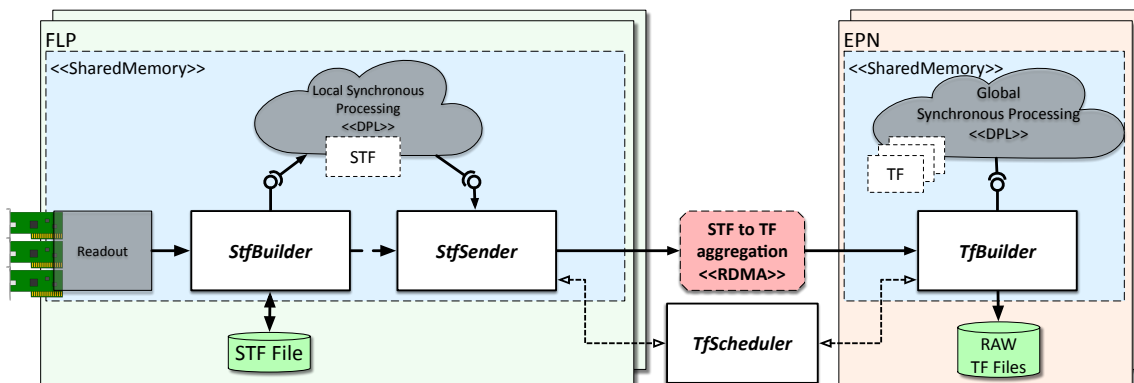 FLP
<<SharedMemory>>
Local Synchronous
Processing
<<DPL>>
STF
Readout
StfBuilder
StfSender
STF File
STF to TF
aggregation
<<RDMA>>
TfScheduler
EPN
<<SharedMemory>>
Global
Synchronous Processing
<<DPL>>
TF
TfBuilder
RAW
TF Files